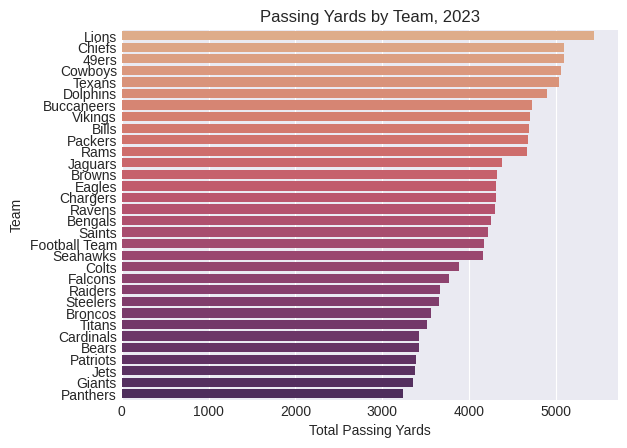 Passing Yards by Team, 2023
Lions
Chiefs
49ers
Cowboys
Texans
Dolphins
Buccaneers
Vikings
Bills
Packers
Rams
Jaguars
Browns
Eagles
Chargers
Ravens
Bengals
Saints
Football Team
Seahawks
Colts
Falcons
Raiders
Steelers
Broncos
Titans
Cardinals
Bears
Patriots
Jets
Giants
Panthers
Team
0 1000 2000 3000 4000 5000
Total Passing Yards